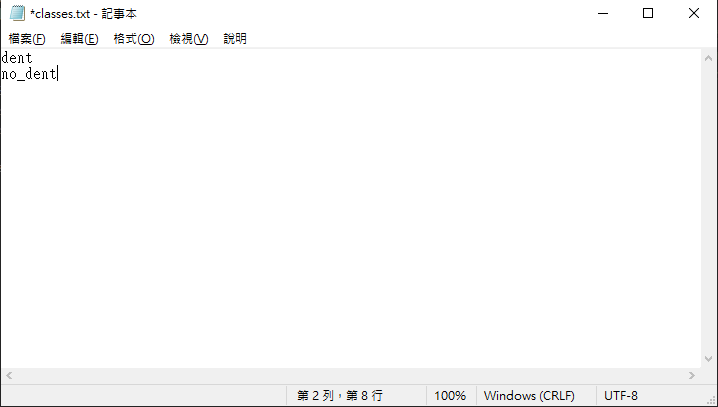 *classes.txt - 記事本
檔案(F) 編輯(E) 格式(O) 檢視(V) 說明
dent
no_dent
第 2 列，第 8 行 100% Windows (CRLF) UTF-8